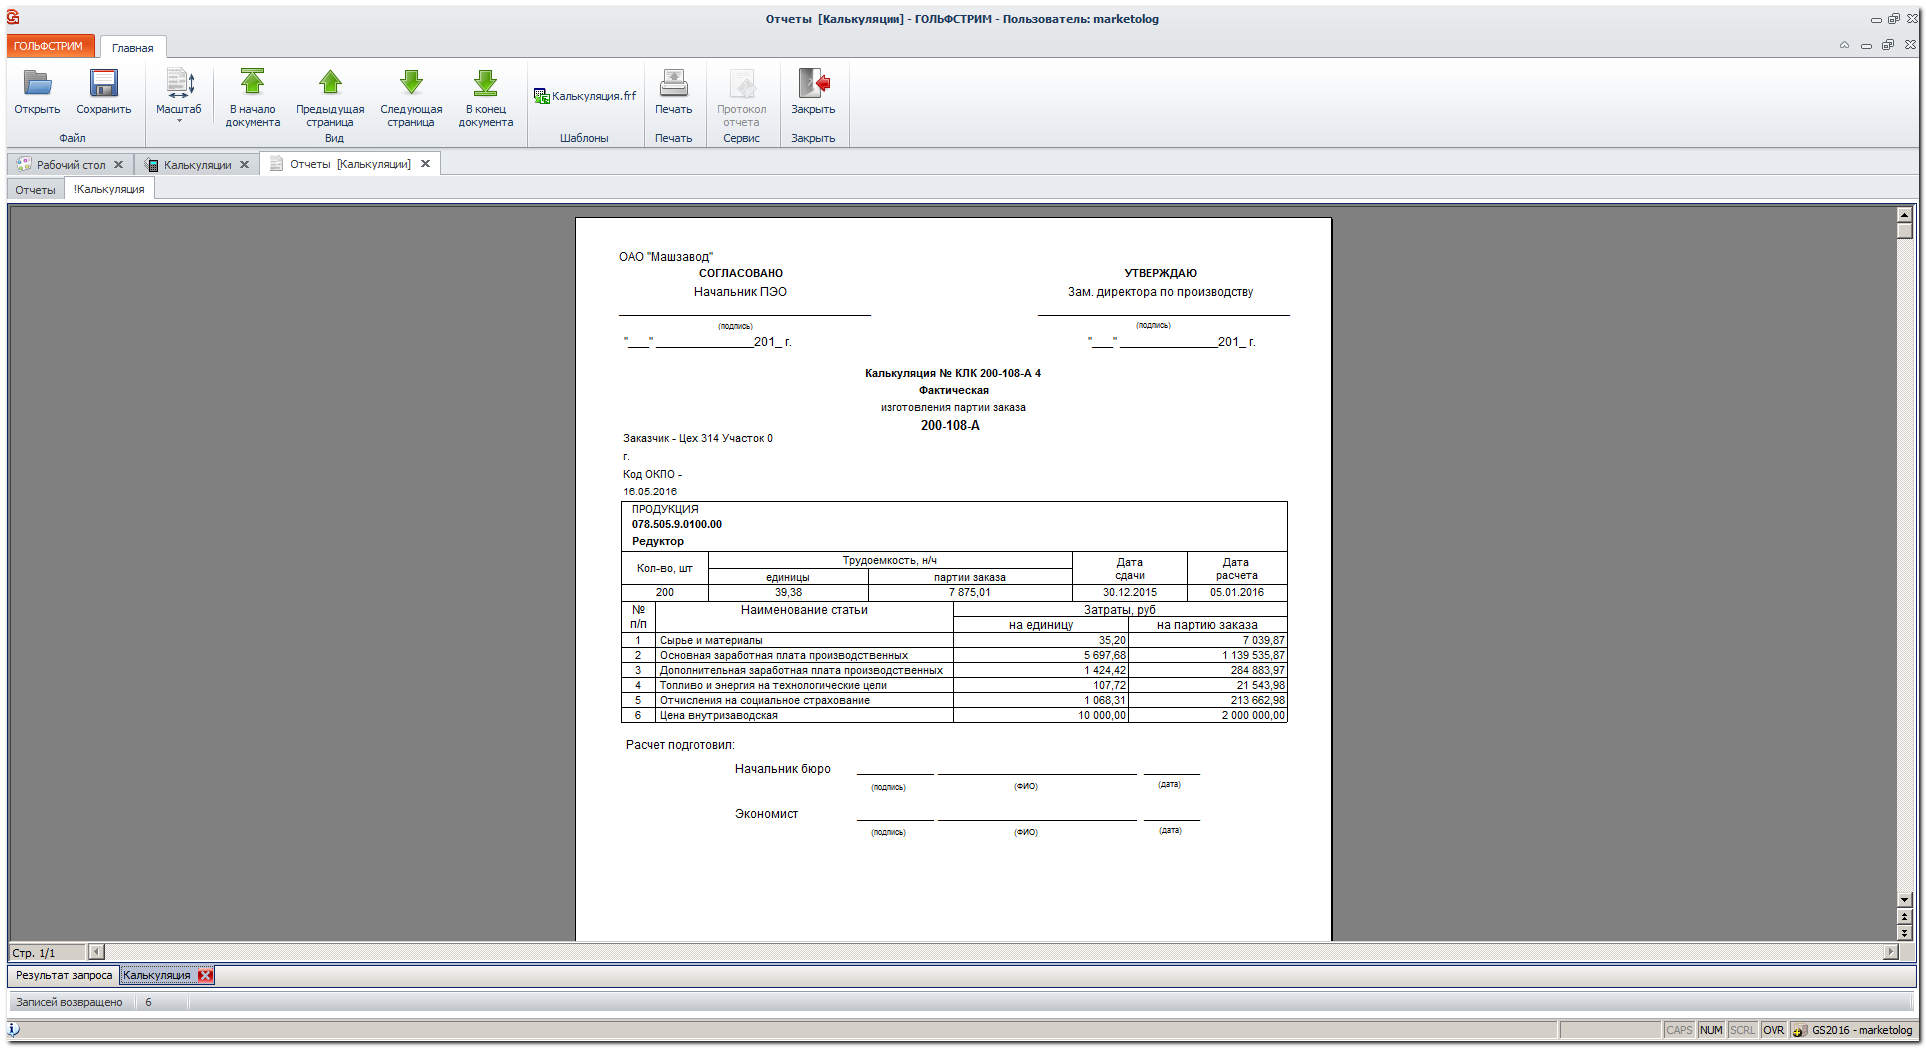 Отчеты [Калькуляции] - ГОЛЬФСТРИМ - Пользователь: marketolog
ГОЛЬФСТРИМ Главная
Открыть Сохранить Масштаб В начало документа Предыдущая страница Следующая страница В конец документа Калькуляция.frf Печать Протокол отчета Закрыть
Файл Вид Шаблоны Печать Сервис Закрыть
Рабочий стол Калькуляции Отчеты [Калькуляции]
Отчеты !Калькуляция
ОАО "Машзавод"
СОГЛАСОВАНО УТВЕРЖДАЮ
Начальник ПЭО Зам. директора по производству
(подпись) (подпись)
"___" ______________201_ г. "___" ______________201_ г.
Калькуляция № КЛК 200-108-А 4
Фактическая
изготовления партии заказа
200-108-А
Заказчик - Цех 314 Участок 0
г.
Код ОКПО -
16.05.2016
ПРОДУКЦИЯ
078.505.9.0100.00
Редуктор
Кол-во, шт Трудоемкость, н/ч Дата сдачи Дата расчета
единицы партии заказа
200 39,38 7 875,01 30.12.2015 05.01.2016
№ п/п Наименование статьи Затраты, руб
на единицу на партию заказа
1 Сырье и материалы 35,20 7 039,87
2 Основная заработная плата производственных 5 697,68 1 139 535,87
3 Дополнительная заработная плата производственных 1 424,42 284 883,97
4 Топливо и энергия на технологические цели 107,72 21 543,98
5 Отчисления на социальное страхование 1 068,31 213 662,98
6 Цена внутризаводская 10 000,00 2 000 000,00
Расчет подготовил:
Начальник бюро
(подпись) (ФИО) (дата)
Экономист
(подпись) (ФИО) (дата)
Стр. 1/1
Результат запроса Калькуляция
Записей возвращено 6
CAPS NUM SCRL OVR GS2016 - marketolog